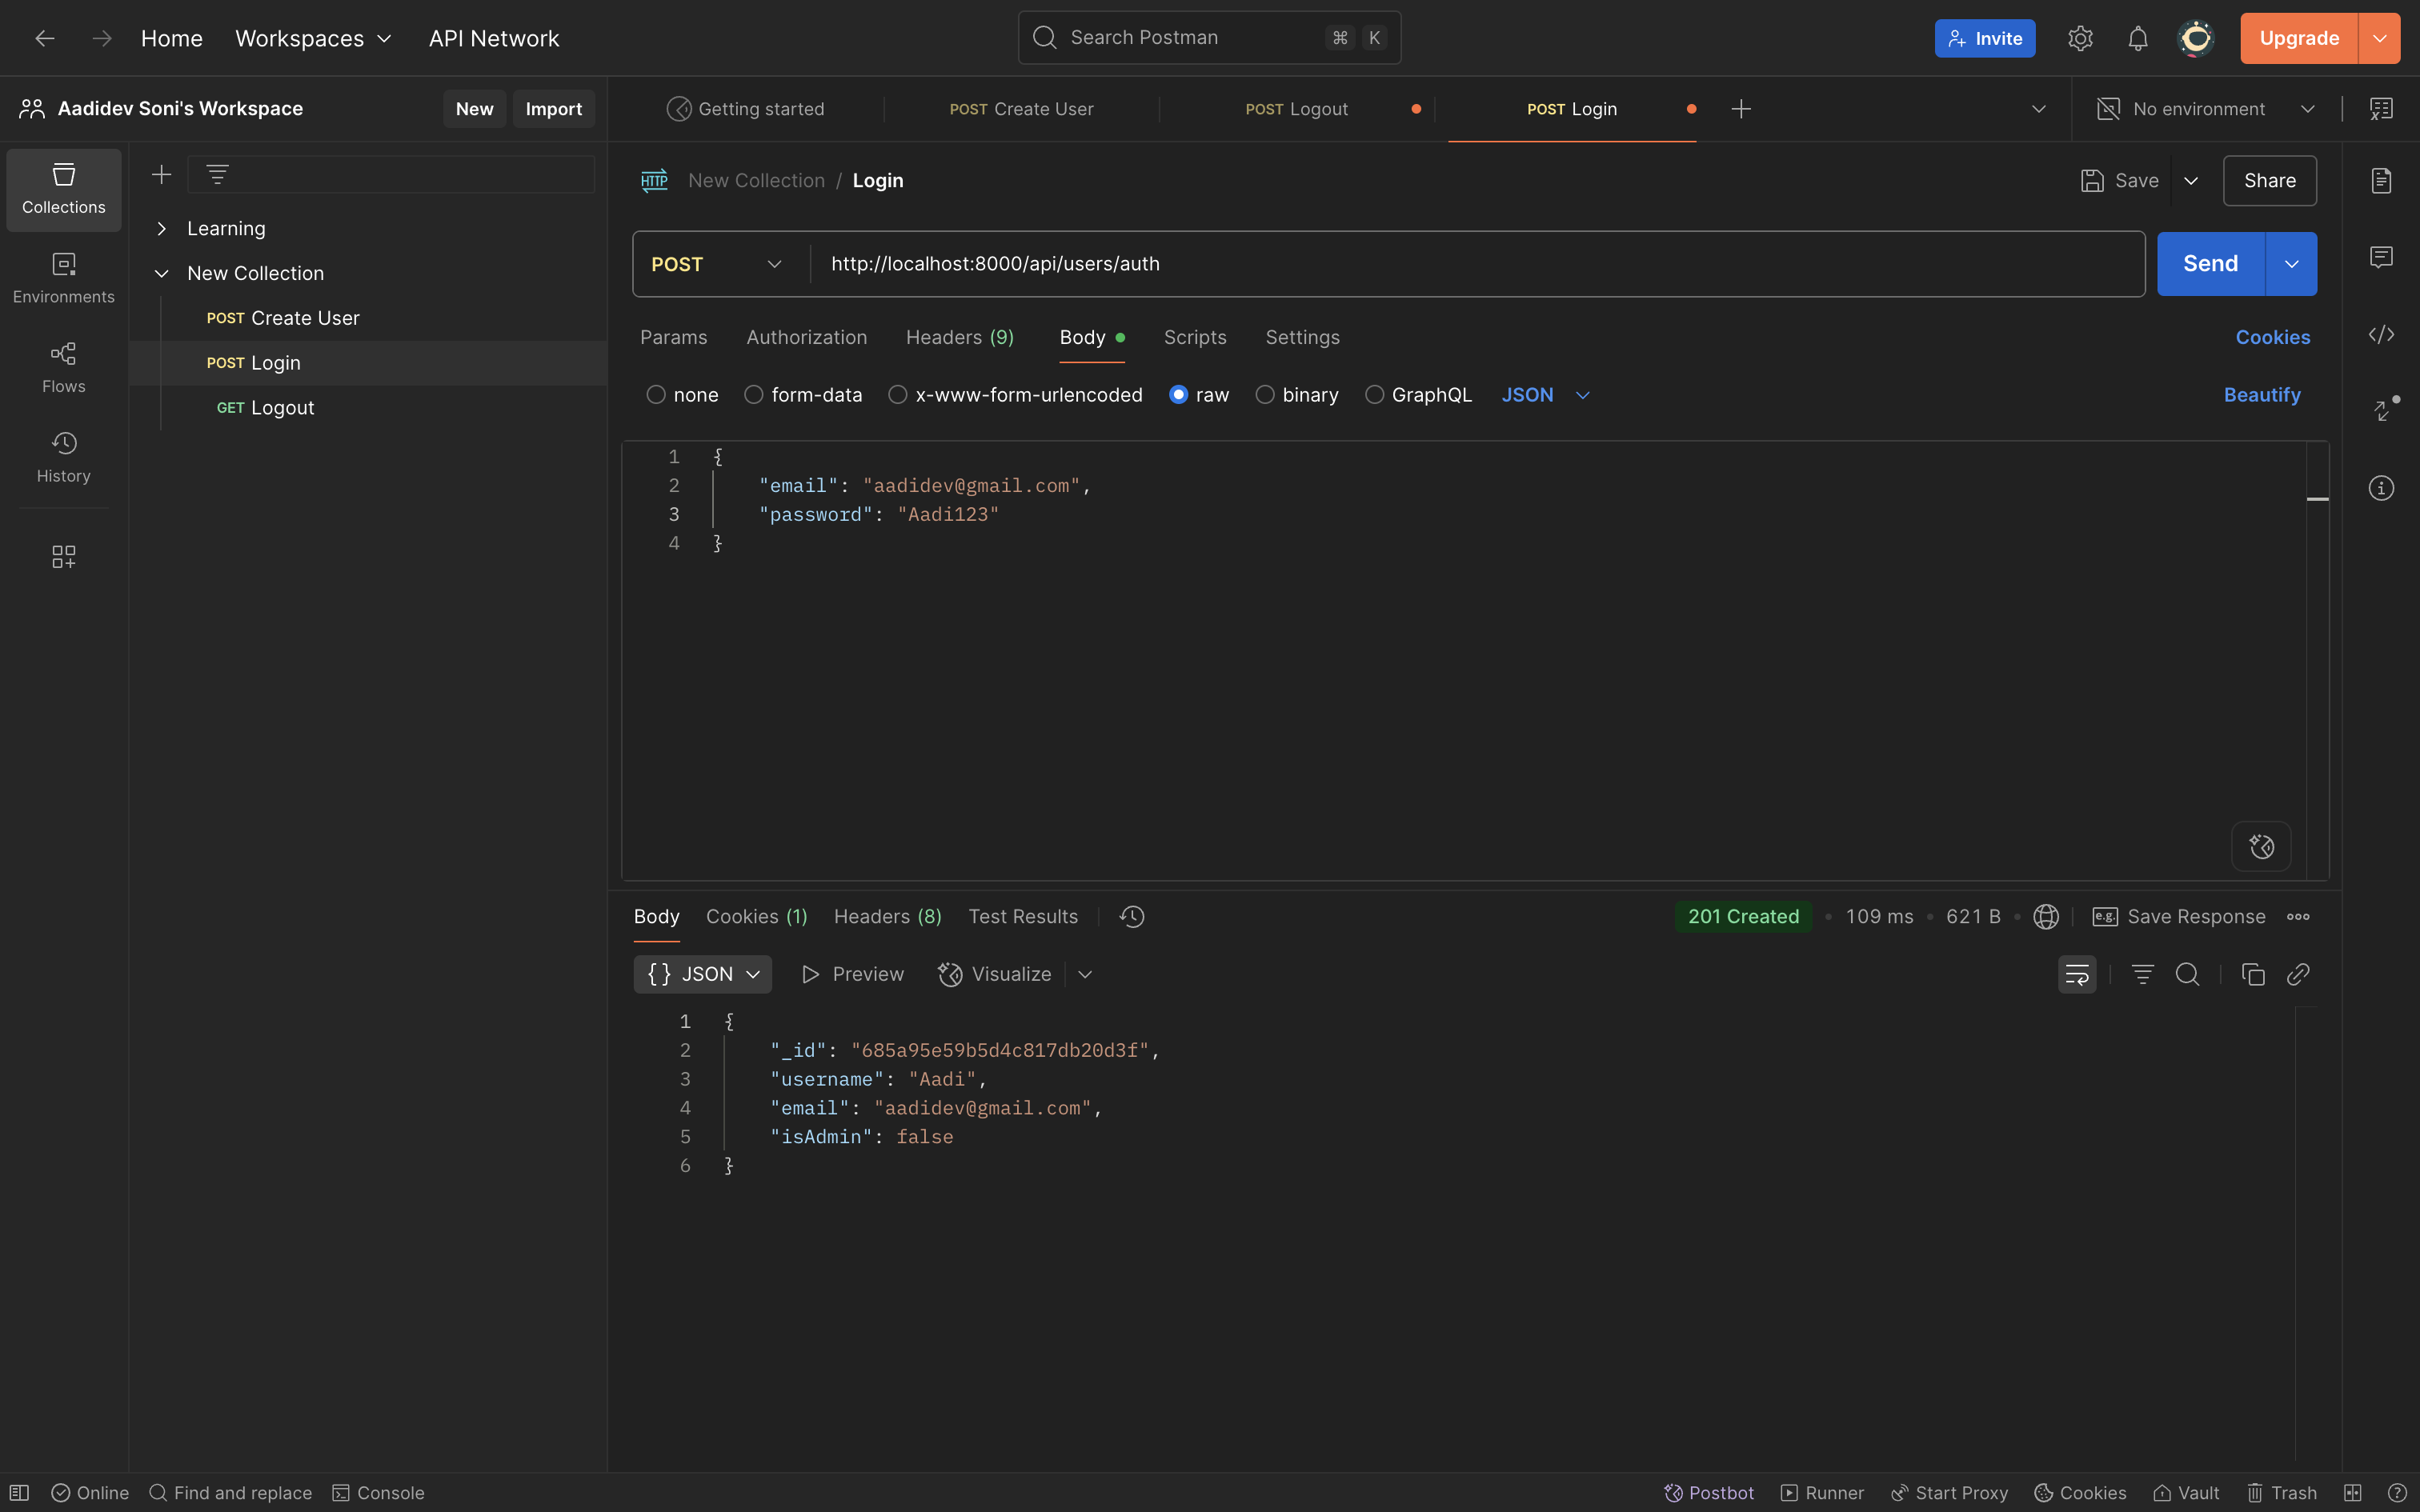 Home Workspaces API Network Search Postman ⌘ K Invite Upgrade
Aadidev Soni's Workspace New Import Getting started POST Create User POST Logout POST Login No environment
Collections
Environments
Flows
History
Learning
New Collection
POST Create User
POST Login
GET Logout
HTTP New Collection / Login Save Share
POST http://localhost:8000/api/users/auth Send
Params Authorization Headers (9) Body Scripts Settings Cookies
none form-data x-www-form-urlencoded raw binary GraphQL JSON Beautify
1 {
2 "email": "aadidev@gmail.com",
3 "password": "Aadi123"
4 }
Body Cookies (1) Headers (8) Test Results 201 Created • 109 ms • 621 B • e.g. Save Response
{} JSON Preview Visualize
1 {
2 "_id": "685a95e59b5d4c817db20d3f",
3 "username": "Aadi",
4 "email": "aadidev@gmail.com",
5 "isAdmin": false
6 }
Online Find and replace Console Postbot Runner Start Proxy Cookies Vault Trash